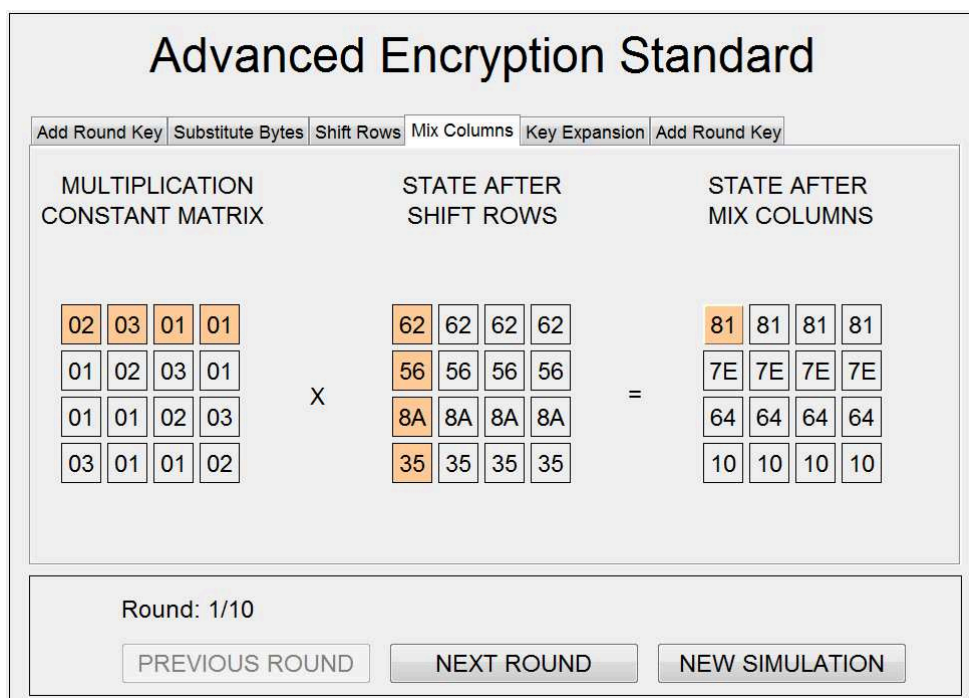 Advanced Encryption Standard
Add Round Key Substitute Bytes Shift Rows Mix Columns Key Expansion Add Round Key
MULTIPLICATION CONSTANT MATRIX
STATE AFTER SHIFT ROWS
STATE AFTER MIX COLUMNS
02 03 01 01 62 62 62 62 81 81 81 81
01 02 03 01 56 56 56 56 7E 7E 7E 7E
X =
01 01 02 03 8A 8A 8A 8A 64 64 64 64
03 01 01 02 35 35 35 35 10 10 10 10
Round: 1/10
PREVIOUS ROUND NEXT ROUND NEW SIMULATION